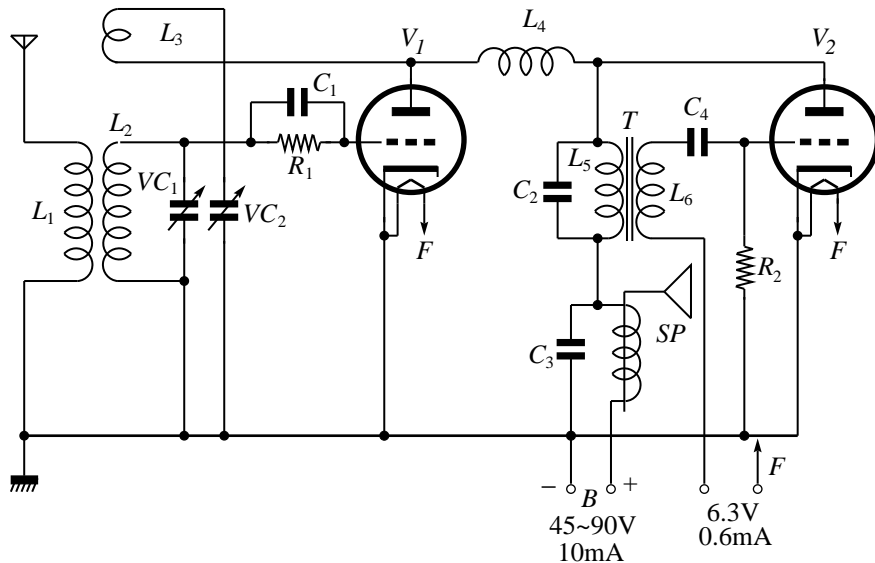 L3
V1
L4
V2
C1
C4
L2
T
R1
L5
VC1
C2
L6
L1
VC2
F
F
R2
SP
C3
F
− B +
6.3V
45~90V
0.6mA
10mA